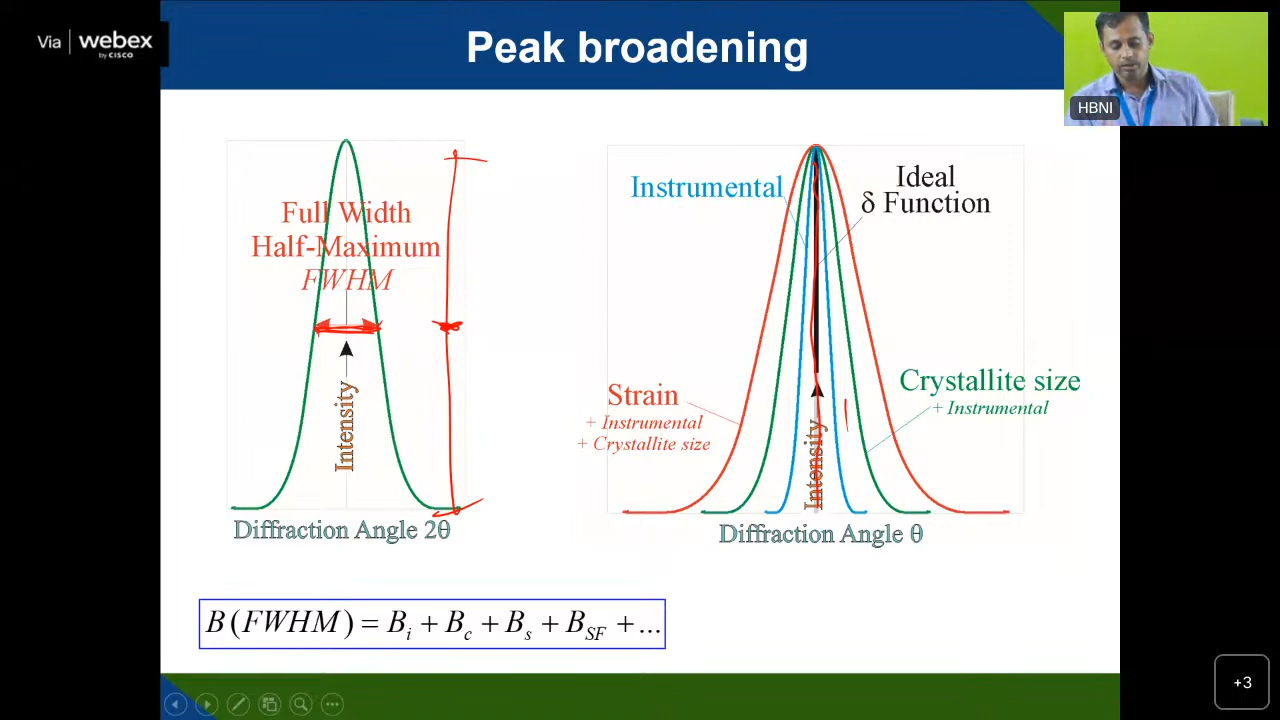 Via | webex
by CISCO
Peak broadening
HBNI
Full Width
Half-Maximum
FWHM
Intensity
Diffraction Angle 2θ
Instrumental
Ideal
δ Function
Strain
+ Instrumental
+ Crystallite size
Crystallite size
+ Instrumental
Intensity
Diffraction Angle θ
B (FWHM) = B_i + B_c + B_s + B_SF + ...
+3